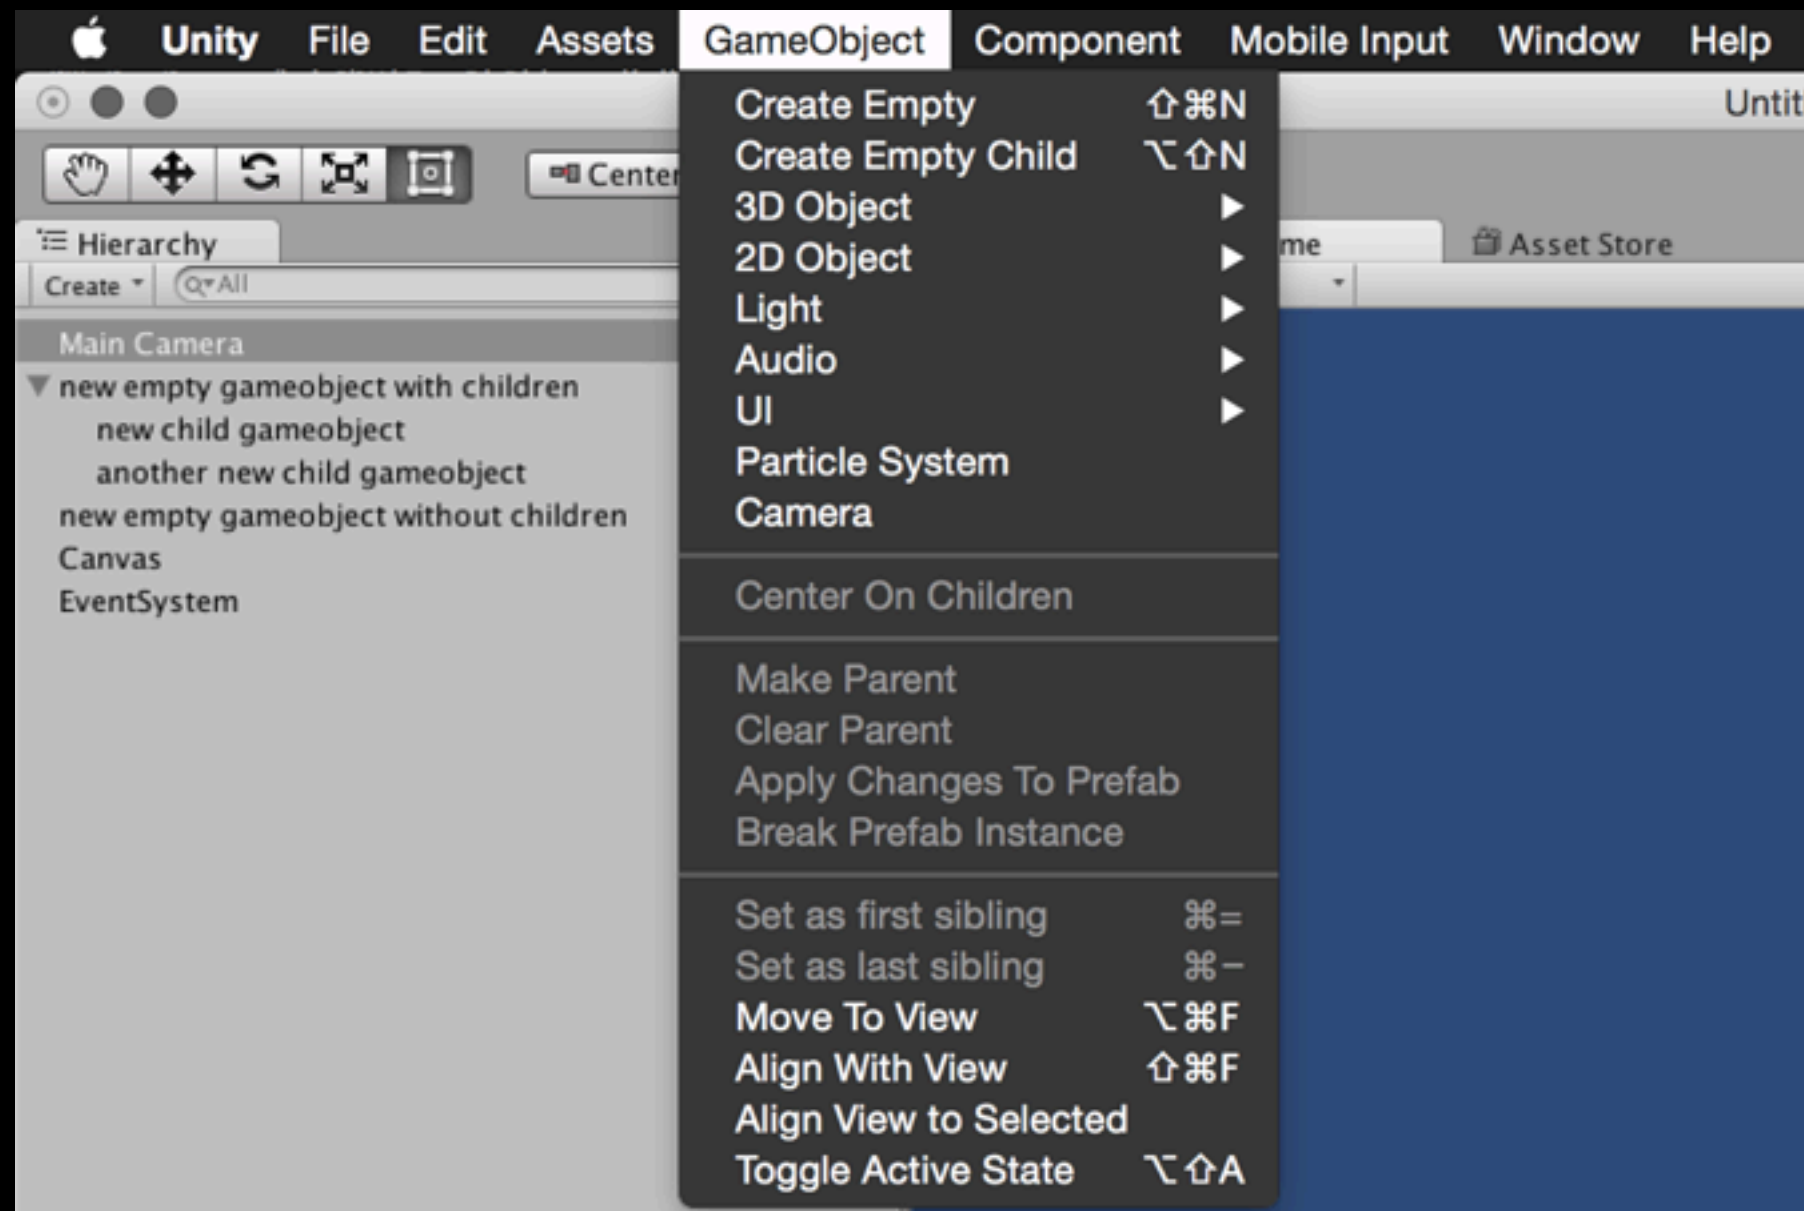 Unity File Edit Assets GameObject Component Mobile Input Window Help
Untit
Center
Hierarchy
Create All
Main Camera
new empty gameobject with children
new child gameobject
another new child gameobject
new empty gameobject without children
Canvas
EventSystem
Create Empty ⇧⌘N
Create Empty Child ⌥⇧N
3D Object
2D Object
Light
Audio
UI
Particle System
Camera
Center On Children
Make Parent
Clear Parent
Apply Changes To Prefab
Break Prefab Instance
Set as first sibling ⌘=
Set as last sibling ⌘−
Move To View ⌥⌘F
Align With View ⇧⌘F
Align View to Selected
Toggle Active State ⌥⇧A
me Asset Store